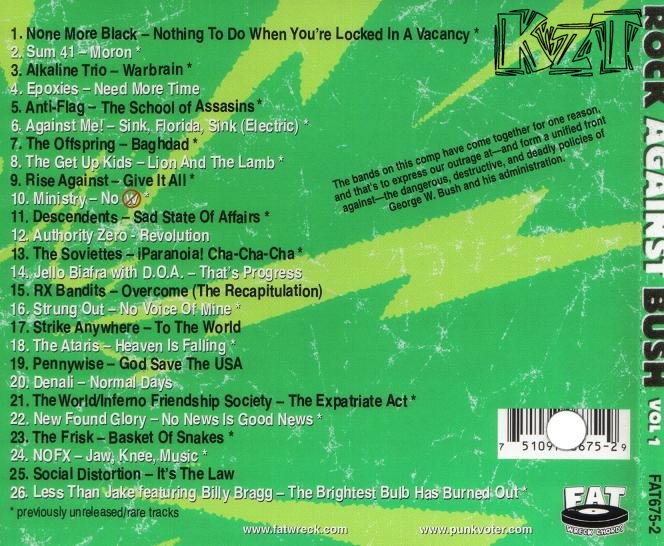 1. None More Black – Nothing To Do When You're Locked In A Vacancy *
2. Sum 41 – Moron *
3. Alkaline Trio – Warbrain *
4. Epoxies – Need More Time
5. Anti-Flag – The School of Assasins *
6. Against Me! – Sink, Florida, Sink (Electric) *
7. The Offspring – Baghdad *
8. The Get Up Kids – Lion And The Lamb *
9. Rise Against – Give It All *
10. Ministry – No W *
11. Descendents – Sad State Of Affairs *
12. Authority Zero - Revolution
13. The Soviettes – ¡Paranoia! Cha-Cha-Cha *
14. Jello Biafra with D.O.A. – That's Progress
15. RX Bandits – Overcome (The Recapitulation)
16. Strung Out – No Voice Of Mine *
17. Strike Anywhere – To The World
18. The Ataris – Heaven Is Falling *
19. Pennywise – God Save The USA
20. Denali – Normal Days
21. The World/Inferno Friendship Society – The Expatriate Act *
22. New Found Glory – No News Is Good News *
23. The Frisk – Basket Of Snakes *
24. NOFX – Jaw, Knee, Music *
25. Social Distortion – It's The Law
26. Less Than Jake featuring Billy Bragg – The Brightest Bulb Has Burned Out *
* previously unreleased/rare tracks
www.fatwreck.com
www.punkvoter.com
KZT
The bands on this comp have come together for one reason,
and that's to express our outrage at—and form a unified front
against—the dangerous, destructive, and deadly policies of
George W. Bush and his administration.
7 5109 675-2 9
FAT
WRECK CHORDS
ROCK AGAINST BUSH VOL 1
FAT675-2